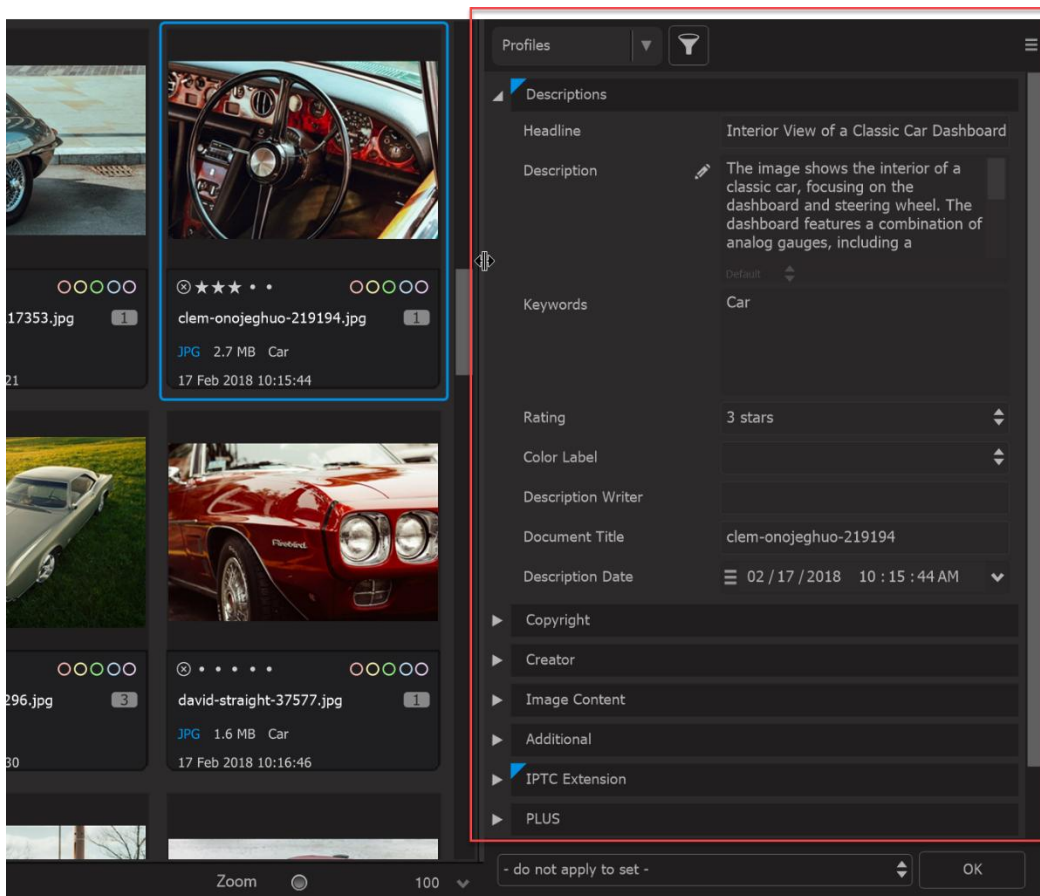 17353.jpg
1
21
clem-onojeghuo-219194.jpg
1
JPG 2.7 MB Car
17 Feb 2018 10:15:44
Firebird
296.jpg
3
30
david-straight-37577.jpg
1
JPG 1.6 MB Car
17 Feb 2018 10:16:46
Zoom
100
Profiles
Descriptions
Headline
Interior View of a Classic Car Dashboard
Description
The image shows the interior of a
classic car, focusing on the
dashboard and steering wheel. The
dashboard features a combination of
analog gauges, including a
Default
Keywords
Car
Rating
3 stars
Color Label
Description Writer
Document Title
clem-onojeghuo-219194
Description Date
02 / 17 / 2018 10 : 15 : 44 AM
Copyright
Creator
Image Content
Additional
IPTC Extension
PLUS
- do not apply to set -
OK